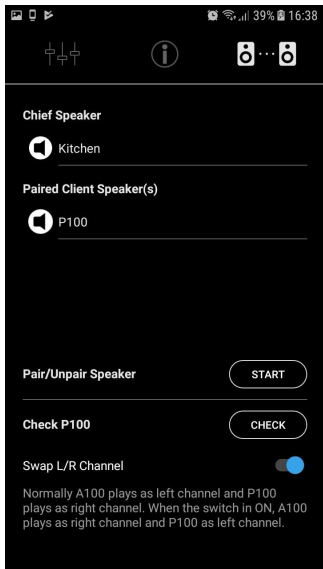 39% 16:38
Chief Speaker
Kitchen
Paired Client Speaker(s)
P100
Pair/Unpair Speaker
START
Check P100
CHECK
Swap L/R Channel
Normally A100 plays as left channel and P100
plays as right channel. When the switch in ON, A100
plays as right channel and P100 as left channel.